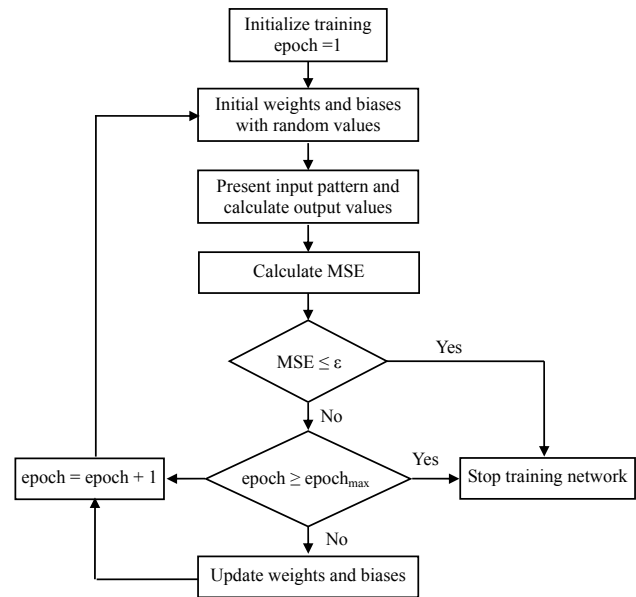 Initialize training
epoch =1
Initial weights and biases
with random values
Present input pattern and
calculate output values
Calculate MSE
MSE ≤ ε
Yes
No
epoch = epoch + 1
epoch ≥ epochmax
Yes
Stop training network
No
Update weights and biases